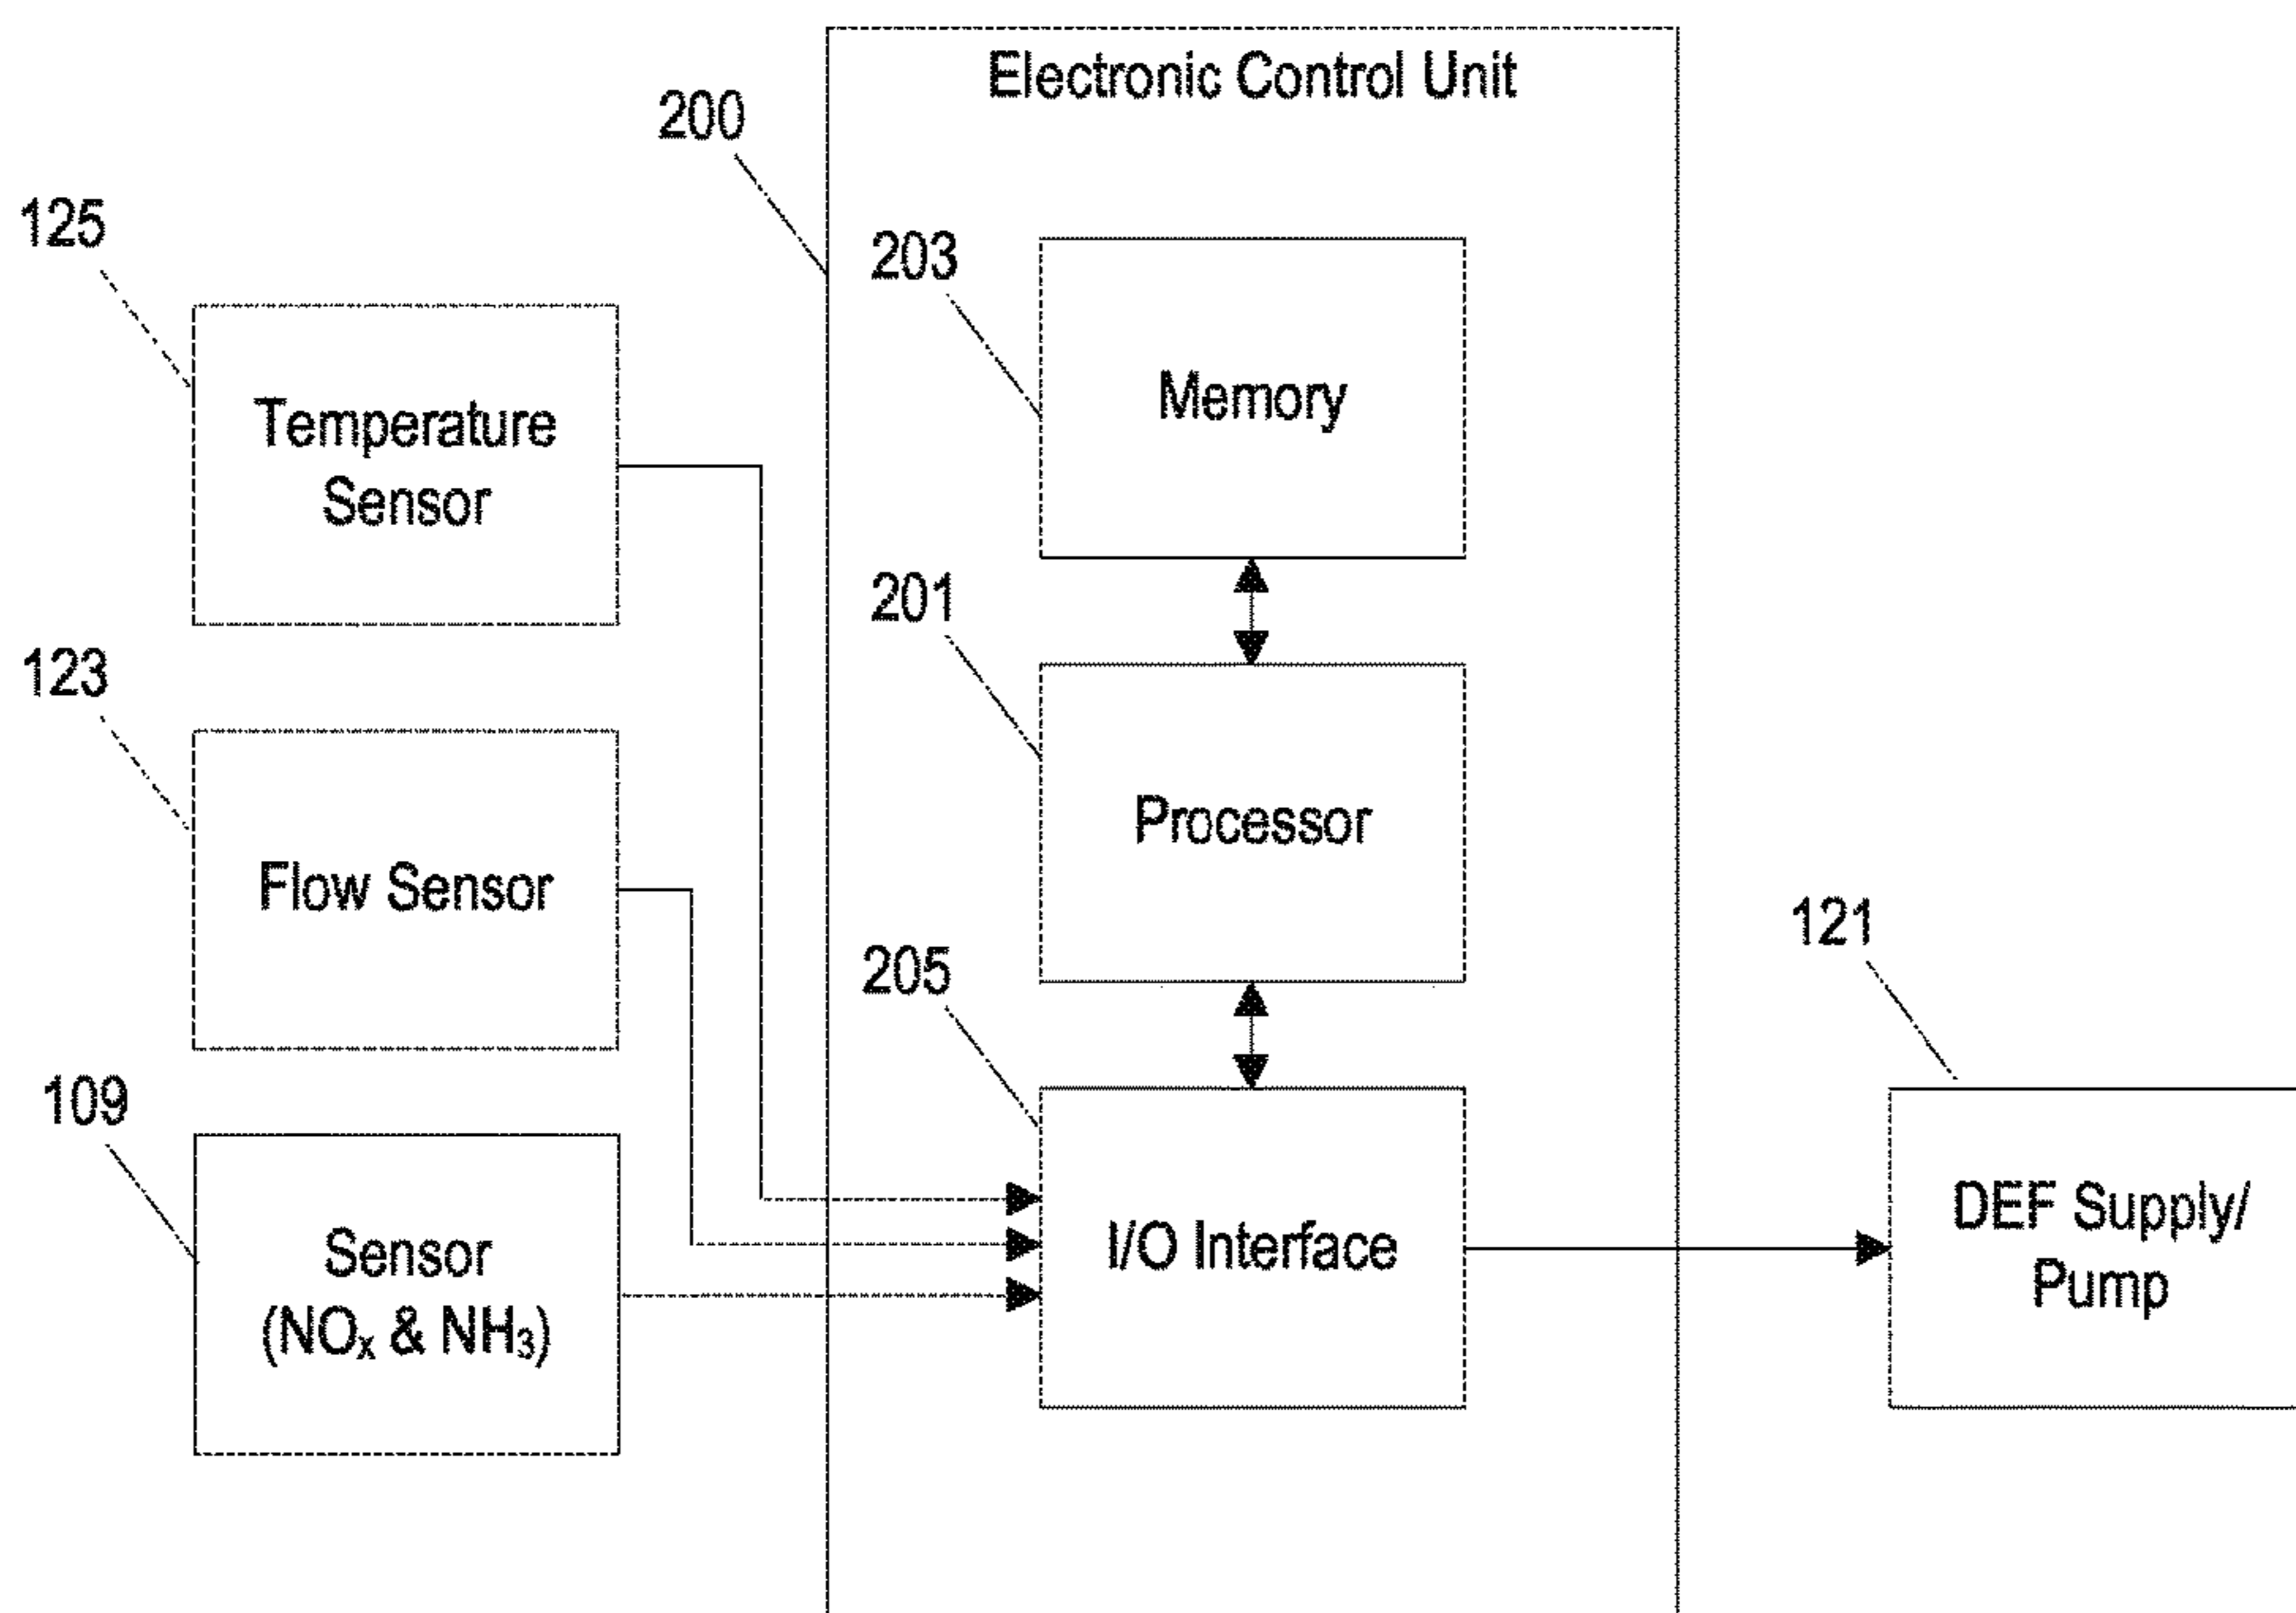 Electronic Control Unit
200
125
203
Temperature
Sensor
Memory
201
123
Processor
Flow Sensor
205
121
109
I/O Interface
DEF Supply/
Pump
Sensor
(NOₓ & NH₃)